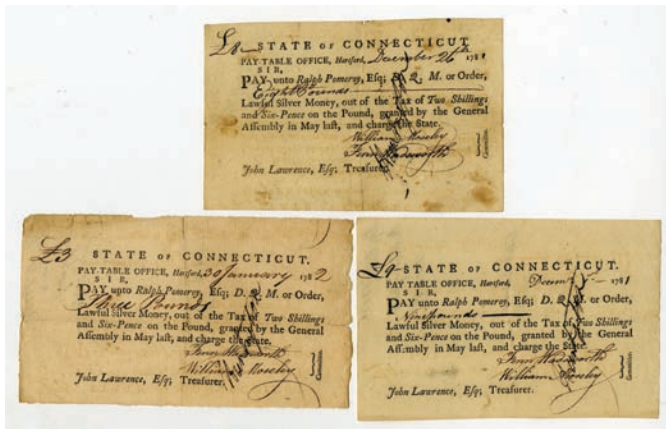 £8 STATE OF CONNECTICUT.
PAY-TABLE OFFICE, Hartford, December 26th 1781
SIR,
PAY unto Ralph Pomeroy, Esq; D. Q. M. or Order,
Eight Pounds
Lawful Silver Money, out of the Tax of Two Shillings
and Six-Pence on the Pound, granted by the General
Assembly in May last, and charge the State.
William Moseley
Fenn Wadsworth
Committee.
John Lawrence, Esq; Treasurer.
£3 STATE OF CONNECTICUT.
PAY-TABLE OFFICE, Hartford, 30 January 1782
SIR,
PAY unto Ralph Pomeroy, Esq; D. Q. M. or Order,
Three Pounds
Lawful Silver Money, out of the Tax of Two Shillings
and Six-Pence on the Pound, granted by the General
Assembly in May last, and charge the State.
Fenn Wadsworth
William Moseley
Committee.
John Lawrence, Esq; Treasurer.
£9 STATE OF CONNECTICUT.
PAY TABLE OFFICE, Hartford, 1781
SIR,
PAY unto Ralph Pomeroy, Esq; D. Q. M. or Order,
Nine Pounds
Lawful Silver Money, out of the Tax of Two Shillings
and Six-Pence on the Pound, granted by the General
Assembly in May last, and charge the State.
Fenn Wadsworth
William Moseley
Committee.
John Lawrence, Esq; Treasurer.